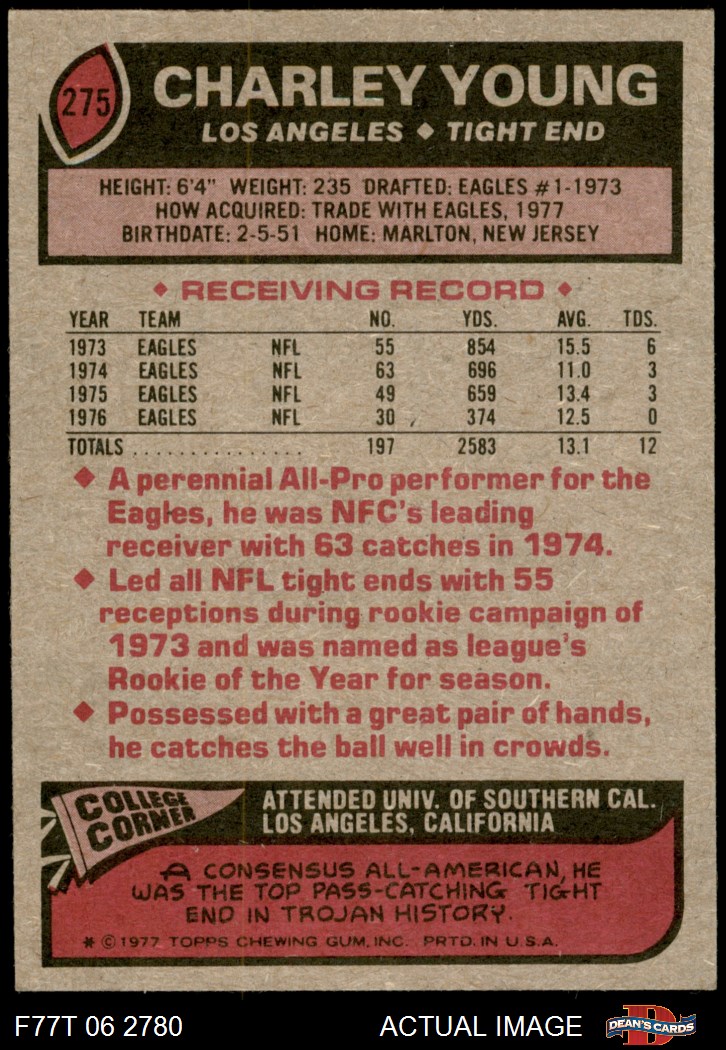 275
CHARLEY YOUNG
LOS ANGELES ◆ TIGHT END
HEIGHT: 6'4" WEIGHT: 235 DRAFTED: EAGLES #1-1973
HOW ACQUIRED: TRADE WITH EAGLES, 1977
BIRTHDATE: 2-5-51 HOME: MARLTON, NEW JERSEY
◆ RECEIVING RECORD ◆
YEAR TEAM NO. YDS. AVG. TDS.
1973 EAGLES NFL 55 854 15.5 6
1974 EAGLES NFL 63 696 11.0 3
1975 EAGLES NFL 49 659 13.4 3
1976 EAGLES NFL 30 374 12.5 0
TOTALS . . . . . . . . . . . . . . . 197 2583 13.1 12
◆ A perennial All-Pro performer for the
Eagles, he was NFC's leading
receiver with 63 catches in 1974.
◆ Led all NFL tight ends with 55
receptions during rookie campaign of
1973 and was named as league's
Rookie of the Year for season.
◆ Possessed with a great pair of hands,
he catches the ball well in crowds.
COLLEGE
CORNER
ATTENDED UNIV. OF SOUTHERN CAL.
LOS ANGELES, CALIFORNIA
A CONSENSUS ALL-AMERICAN, HE
WAS THE TOP PASS-CATCHING TIGHT
END IN TROJAN HISTORY.
* © 1977 TOPPS CHEWING GUM, INC. PRTD. IN U.S.A.
F77T 06 2780 ACTUAL IMAGE
D
DEAN'S CARDS